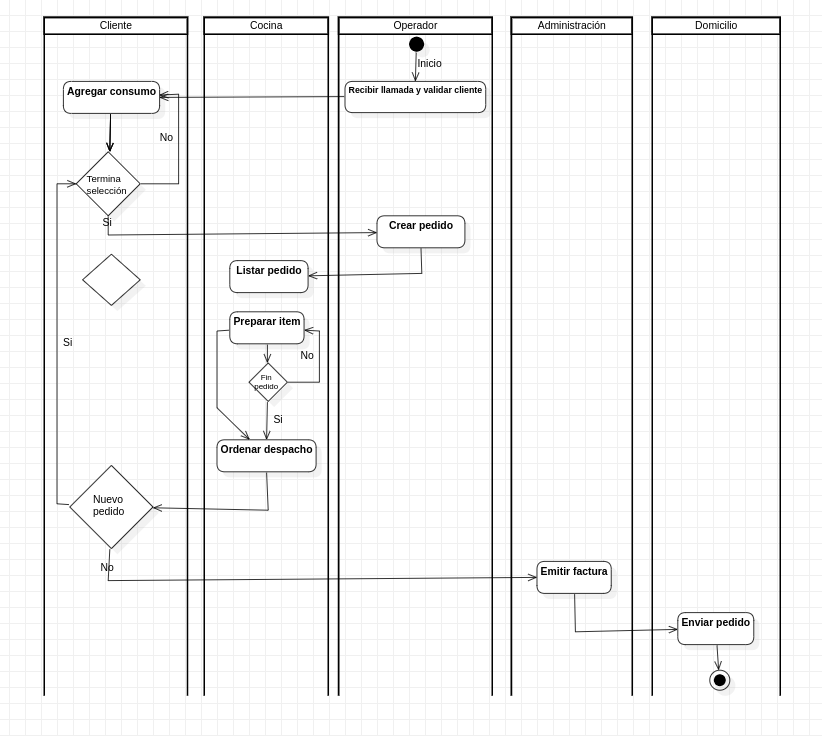 Cliente
Cocina
Operador
Administración
Domicilio
Inicio
Agregar consumo
Recibir llamada y validar cliente
No
Termina
selección
Si
Crear pedido
Listar pedido
Preparar item
Si
No
Fin
pedido
Si
Ordenar despacho
Nuevo
pedido
No
Emitir factura
Enviar pedido